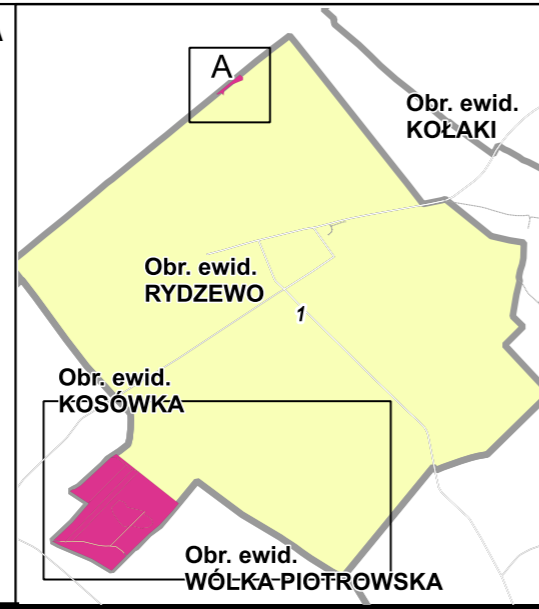 A
Obr. ewid.
KOŁAKI
Obr. ewid.
RYDZEWO
1
Obr. ewid.
KOSÓWKA
Obr. ewid.
WÓLKA PIOTROWSKA